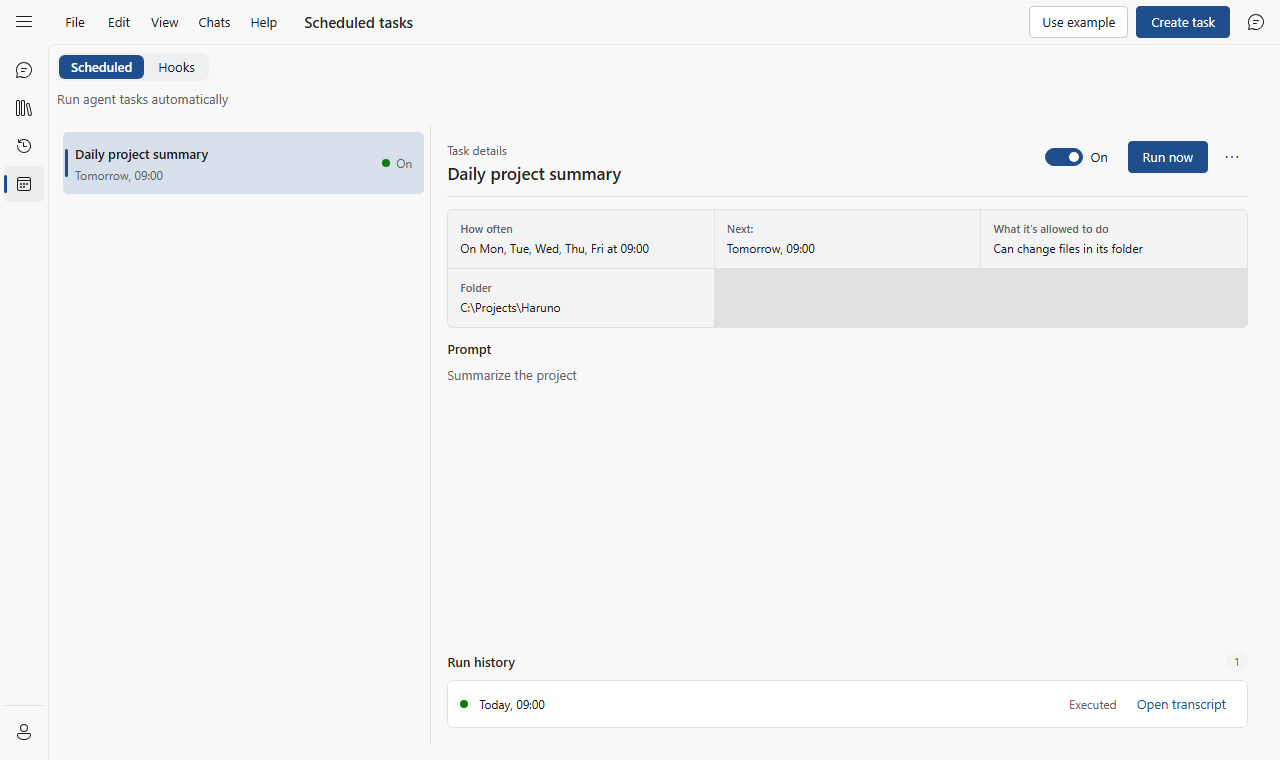 File Edit View Chats Help Scheduled tasks Use example Create task
Scheduled Hooks
Run agent tasks automatically
Daily project summary
Tomorrow, 09:00
On
Task details
Daily project summary
On Run now ...
How often
On Mon, Tue, Wed, Thu, Fri at 09:00
Next:
Tomorrow, 09:00
What it's allowed to do
Can change files in its folder
Folder
C:\Projects\Haruno
Prompt
Summarize the project
Run history 1
Today, 09:00 Executed Open transcript